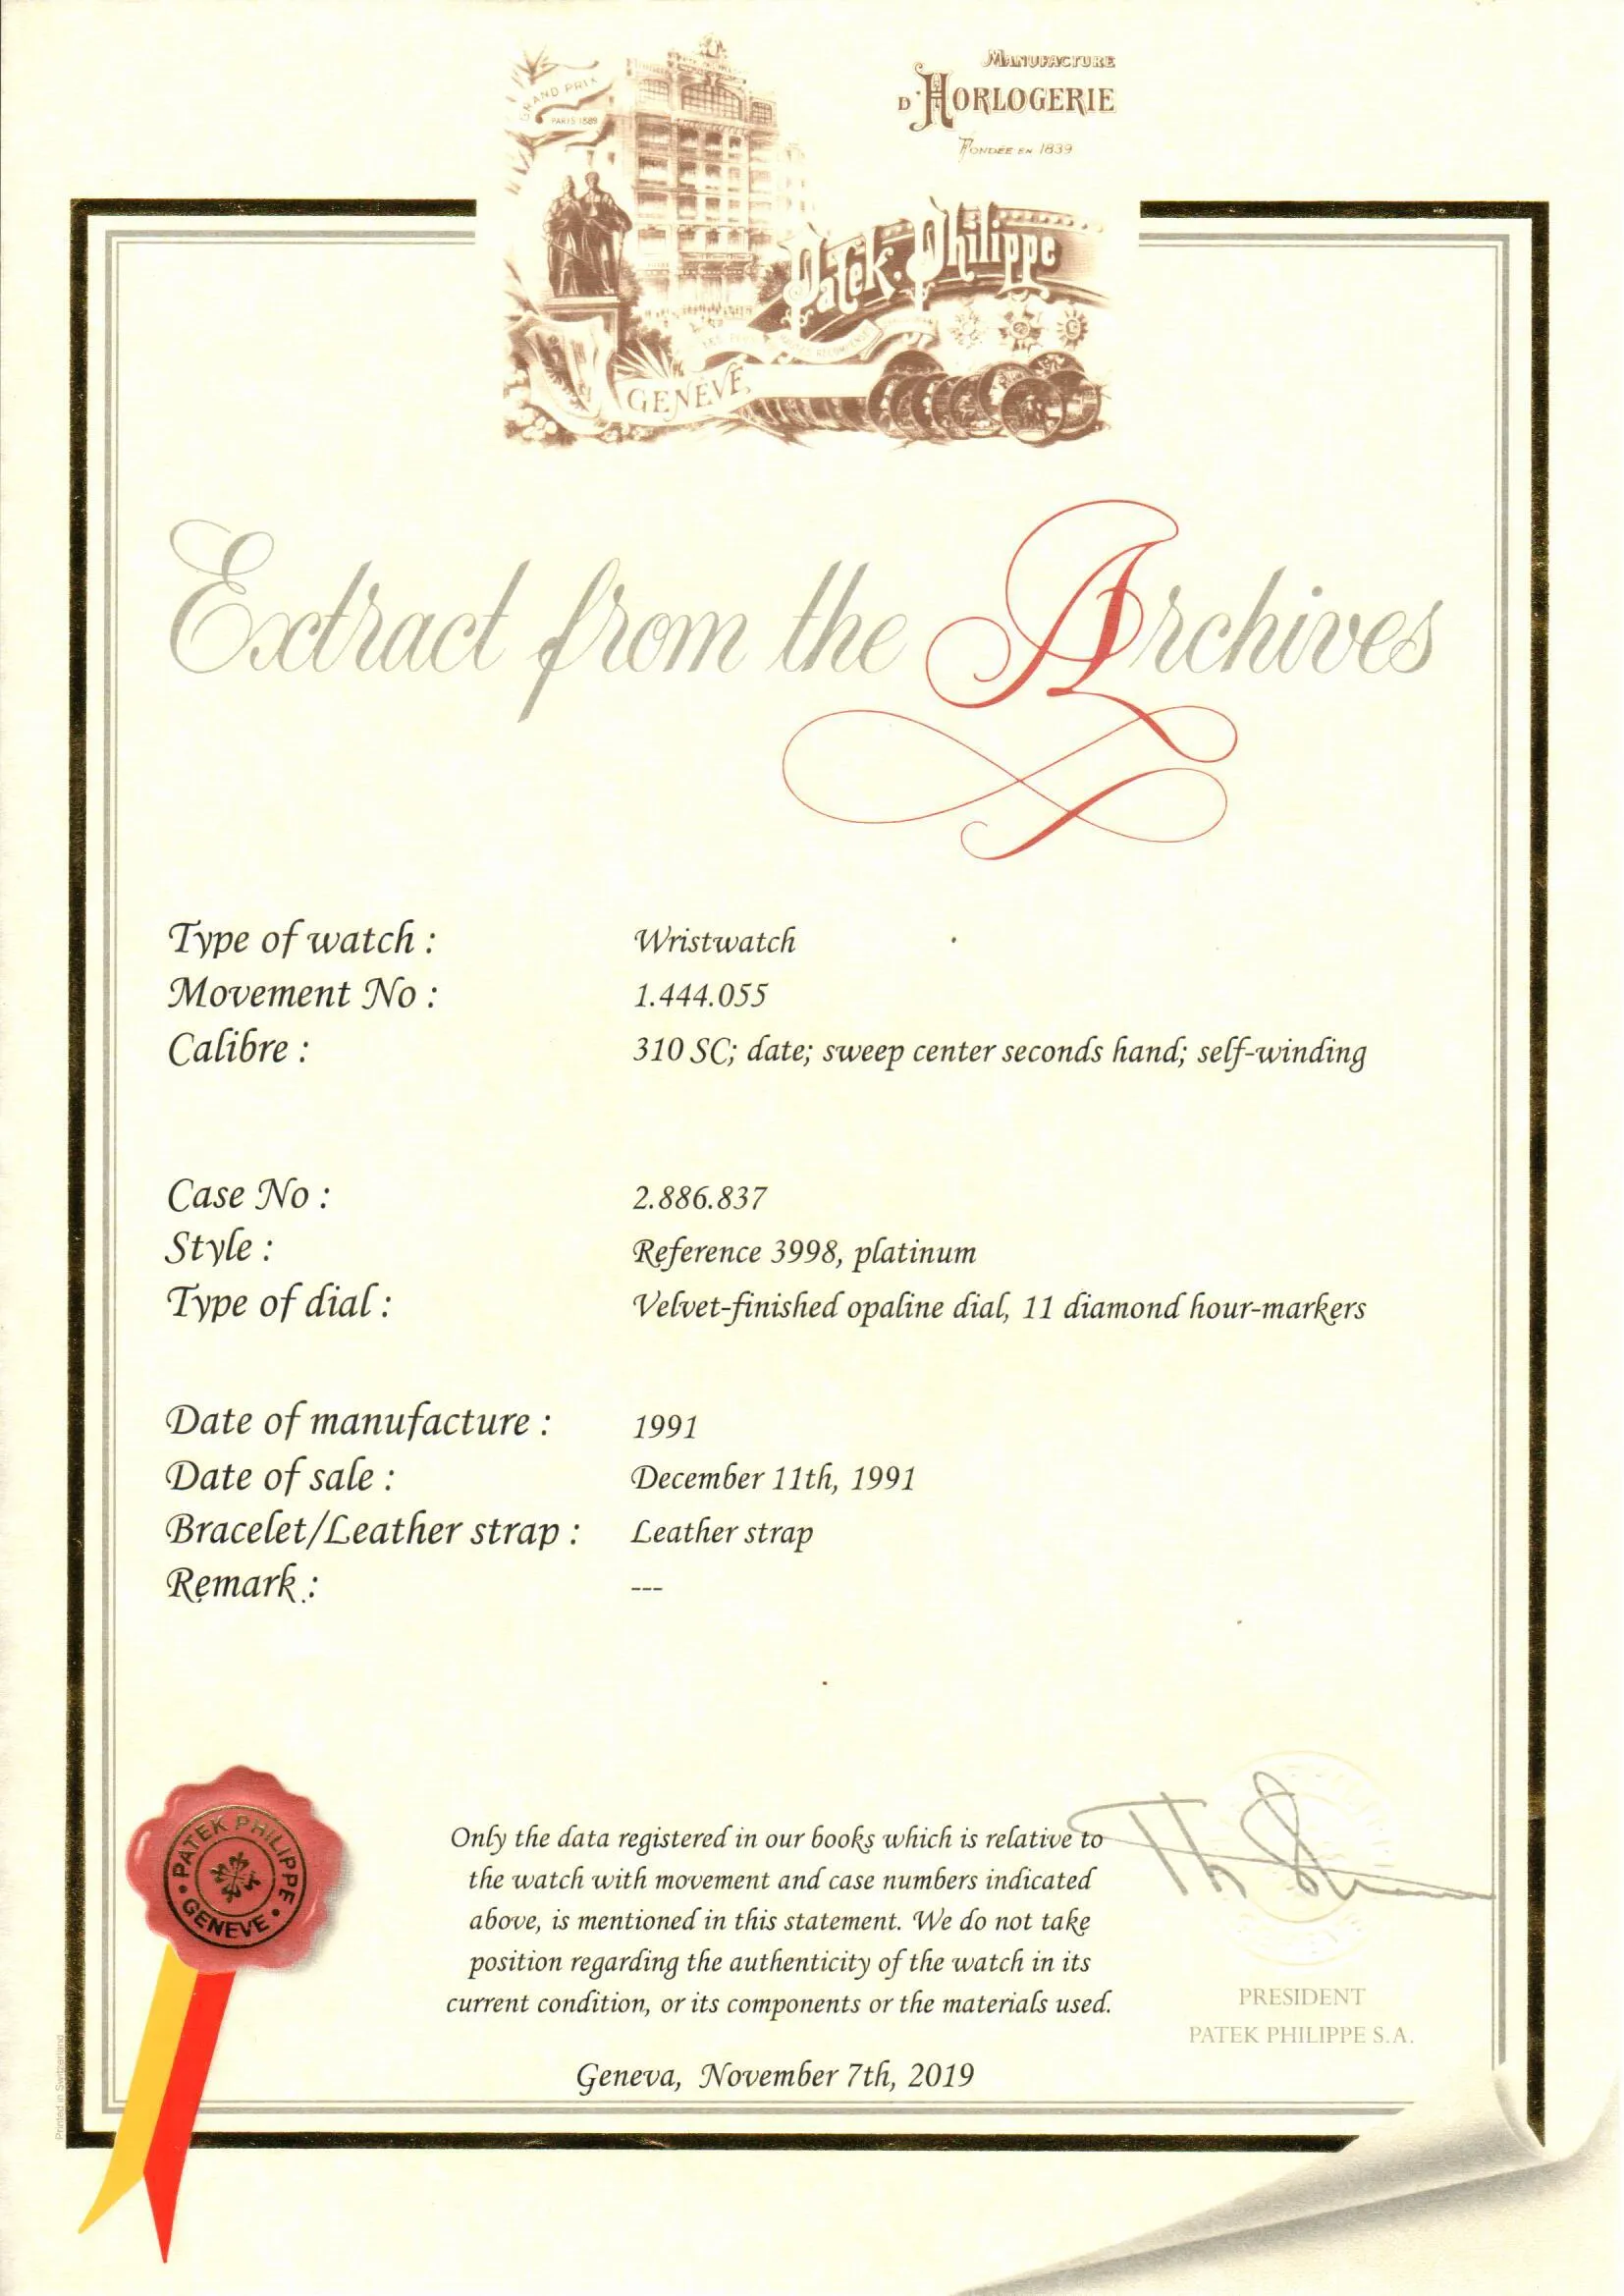 GRAND PRIX
PARIS 1889
MANUFACTURE
D'HORLOGERIE
FONDÉE EN 1839
Patek Philippe
GENÈVE
Extract from the Archives
Type of watch : Wristwatch
Movement No : 1.444.055
Calibre : 310 SC; date; sweep center seconds hand; self-winding
Case No : 2.886.837
Style : Reference 3998, platinum
Type of dial : Velvet-finished opaline dial, 11 diamond hour-markers
Date of manufacture : 1991
Date of sale : December 11th, 1991
Bracelet/Leather strap : Leather strap
Remark : ---
PATEK PHILIPPE
GENEVE
Only the data registered in our books which is relative to
the watch with movement and case numbers indicated
above, is mentioned in this statement. We do not take
position regarding the authenticity of the watch in its
current condition, or its components or the materials used.
PRESIDENT
PATEK PHILIPPE S.A.
Geneva, November 7th, 2019
Printed in Switzerland